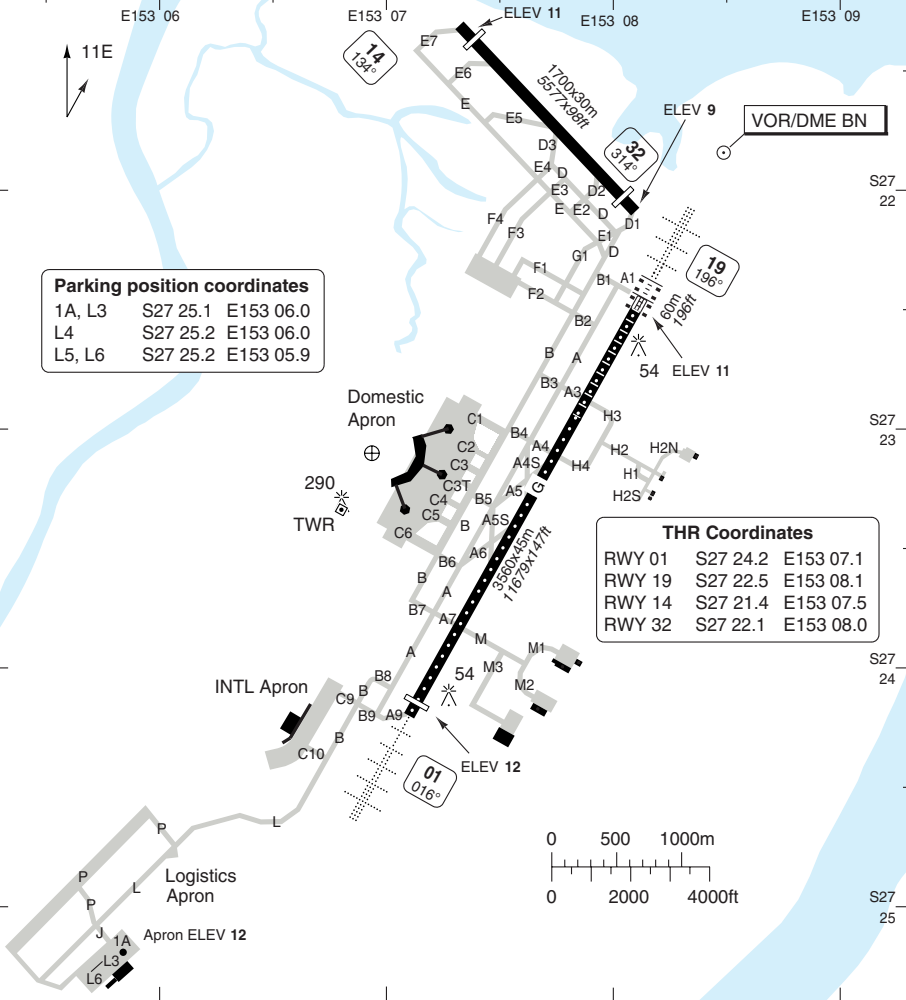 E153 06
E153 07
E153 08
E153 09
11E
ELEV 11
E7
14
134°
E6
E
1700x30m
5577x98ft
E5
ELEV 9
VOR/DME BN
D3
32
314°
E4
D
E3
D2
S27
22
E
E2
D
D1
F4
F3
E1
D
G1
F1
B1
A1
19
196°
F2
60m
196ft
B2
Parking position coordinates
1A, L3 S27 25.1 E153 06.0
L4 S27 25.2 E153 06.0
L5, L6 S27 25.2 E153 05.9
B
A
54
ELEV 11
B3
A3
Domestic
Apron
C1
H3
S27
23
B4
A4
C2
H2
H2N
C3
A4S
H4
H1
C3T
290
G
A5
H2S
C4
B5
TWR
C5
B
A5S
C6
A6
3560x45m
11679x147ft
B6
B
A
B7
A7
THR Coordinates
RWY 01 S27 24.2 E153 07.1
RWY 19 S27 22.5 E153 08.1
RWY 14 S27 21.4 E153 07.5
RWY 32 S27 22.1 E153 08.0
M
A
M1
M3
S27
24
INTL Apron
B8
54
M2
C9
B
B9
A9
B
C10
ELEV 12
01
016°
L
P
0 500 1000m
0 2000 4000ft
P
L
Logistics
Apron
P
S27
25
J
1A
Apron ELEV 12
L3
L6